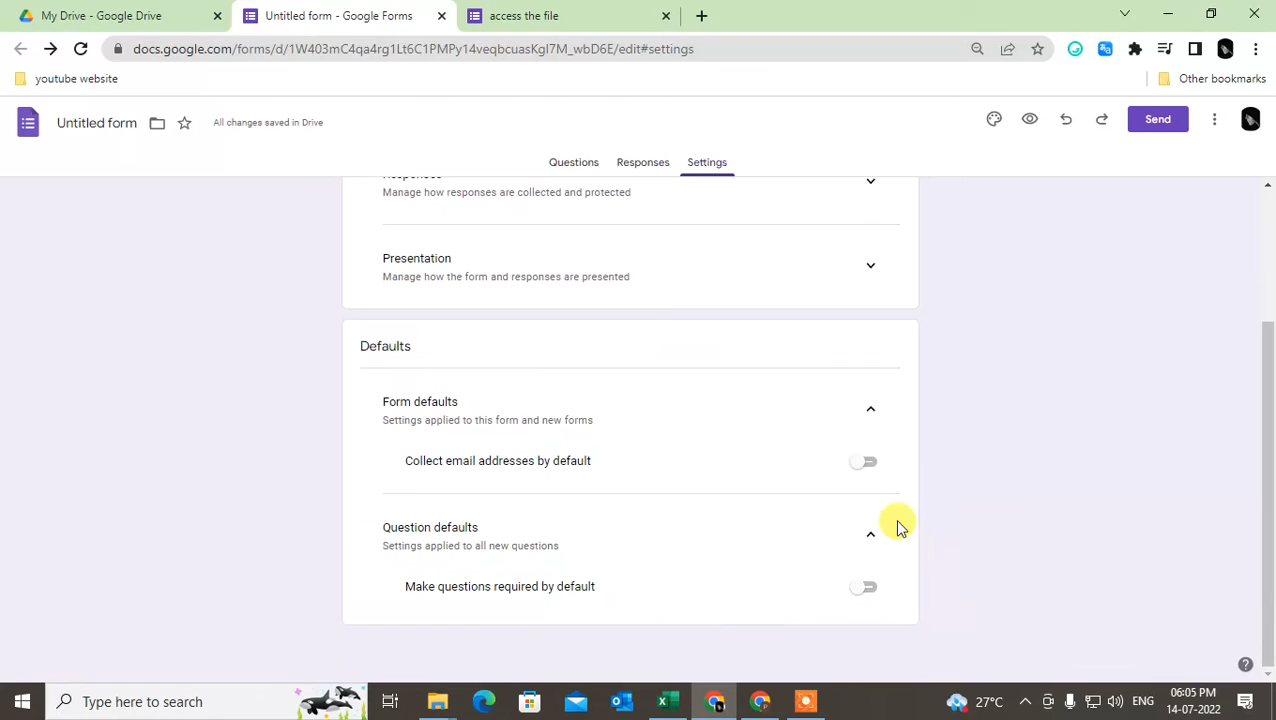 My Drive - Google Drive
Untitled form - Google Forms
access the file
docs.google.com/forms/d/1W403mC4qa4rg1Lt6C1PMPy14veqbcuasKgI7M_wbD6E/edit#settings
youtube website
Other bookmarks
Untitled form
All changes saved in Drive
Send
Questions
Responses
Settings
Responses
Manage how responses are collected and protected
Presentation
Manage how the form and responses are presented
Defaults
Form defaults
Settings applied to this form and new forms
Collect email addresses by default
Question defaults
Settings applied to all new questions
Make questions required by default
Type here to search
27°C
ENG
06:05 PM
14-07-2022